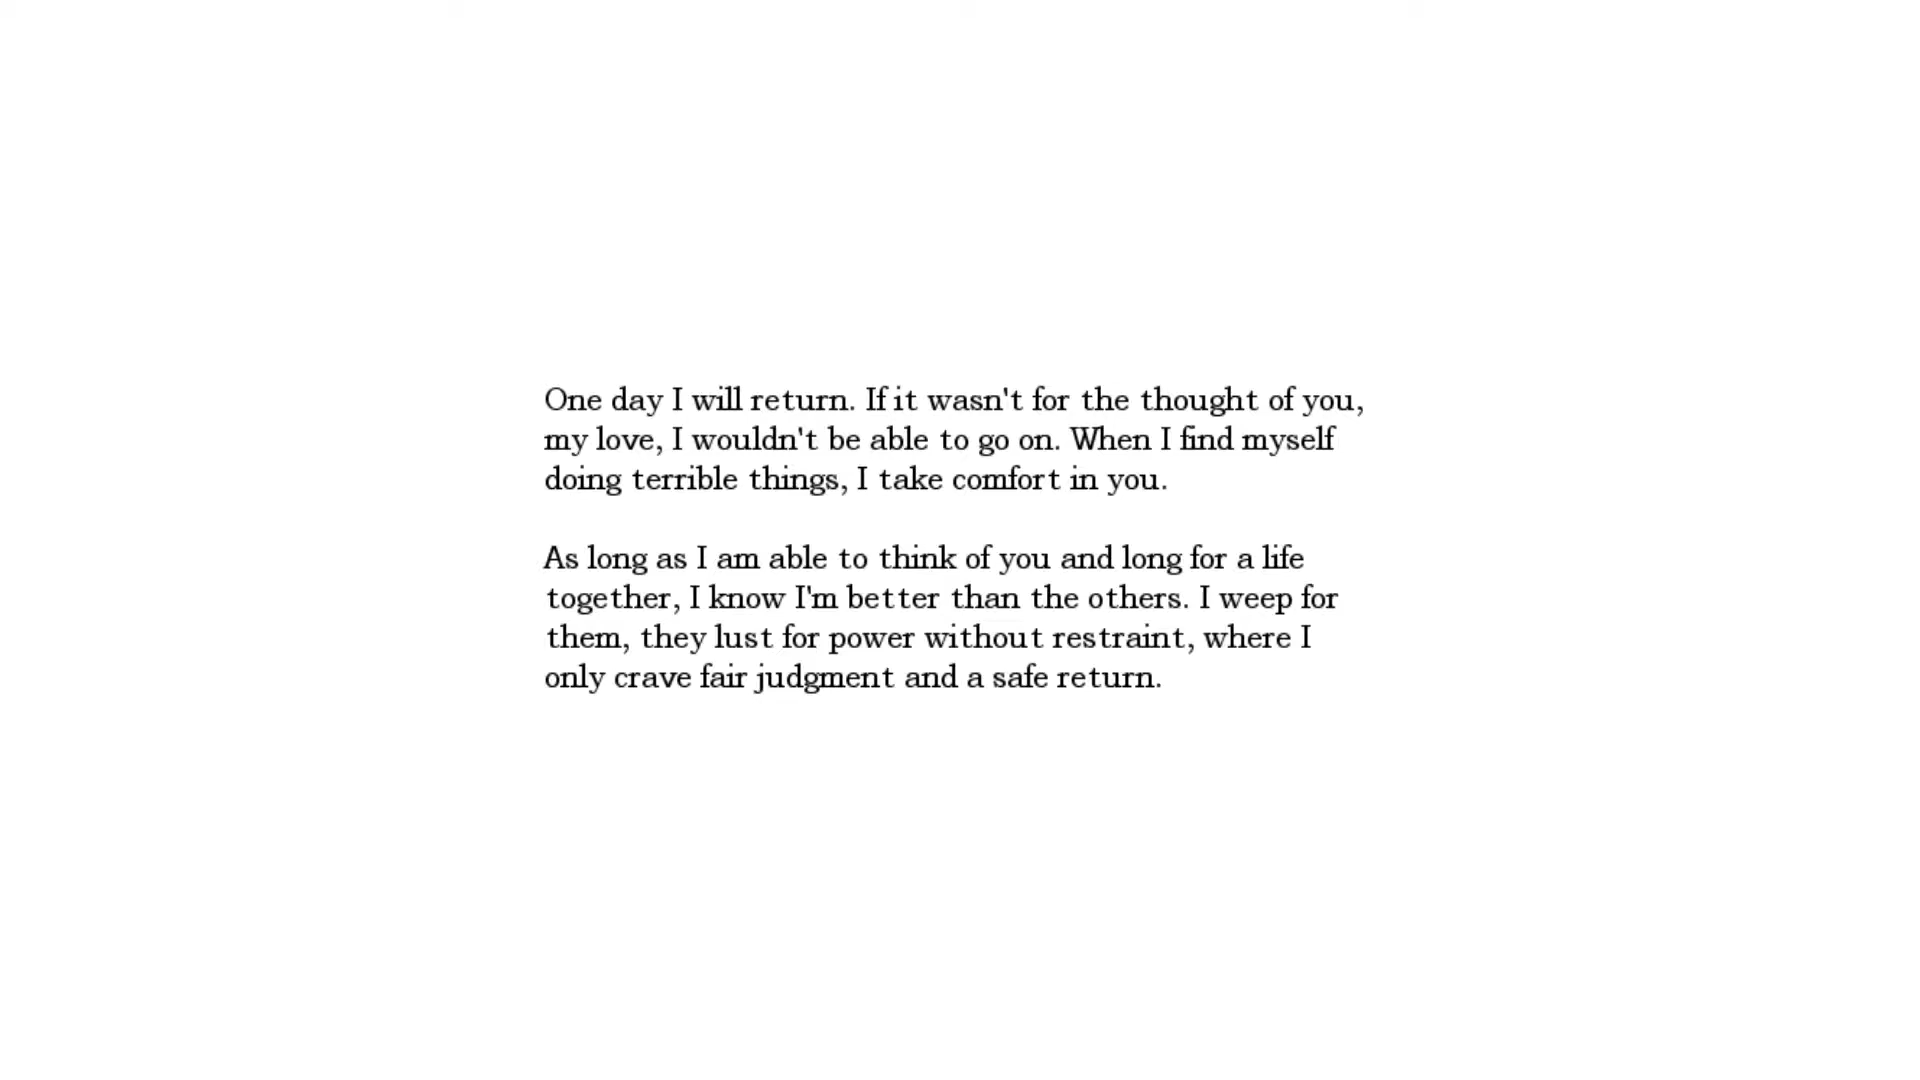 One day I will return. If it wasn't for the thought of you,
my love, I wouldn't be able to go on. When I find myself
doing terrible things, I take comfort in you.
As long as I am able to think of you and long for a life
together, I know I'm better than the others. I weep for
them, they lust for power without restraint, where I
only crave fair judgment and a safe return.